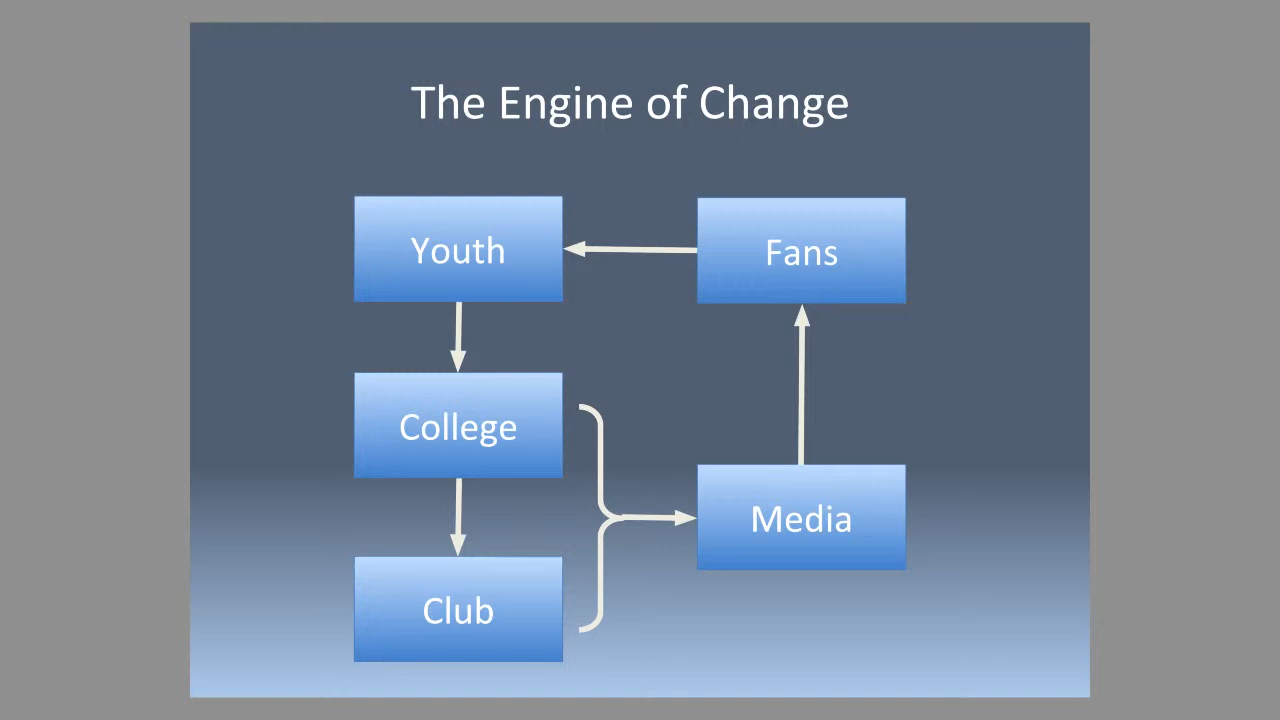 The Engine of Change
Youth
Fans
College
Media
Club